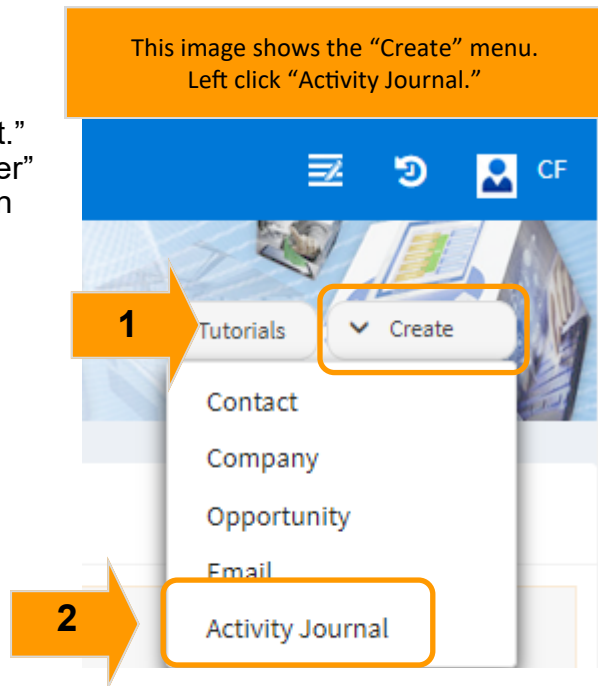 This image shows the “Create” menu.
Left click “Activity Journal.”
t.”
er”
n
CF
1
Tutorials
Create
Contact
Company
Opportunity
Email
2
Activity Journal